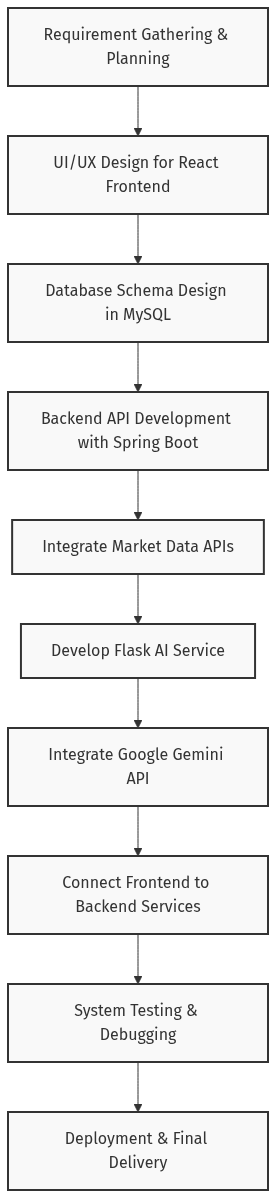 Requirement Gathering &
Planning
UI/UX Design for React
Frontend
Database Schema Design
in MySQL
Backend API Development
with Spring Boot
Integrate Market Data APIs
Develop Flask AI Service
Integrate Google Gemini
API
Connect Frontend to
Backend Services
System Testing &
Debugging
Deployment & Final
Delivery